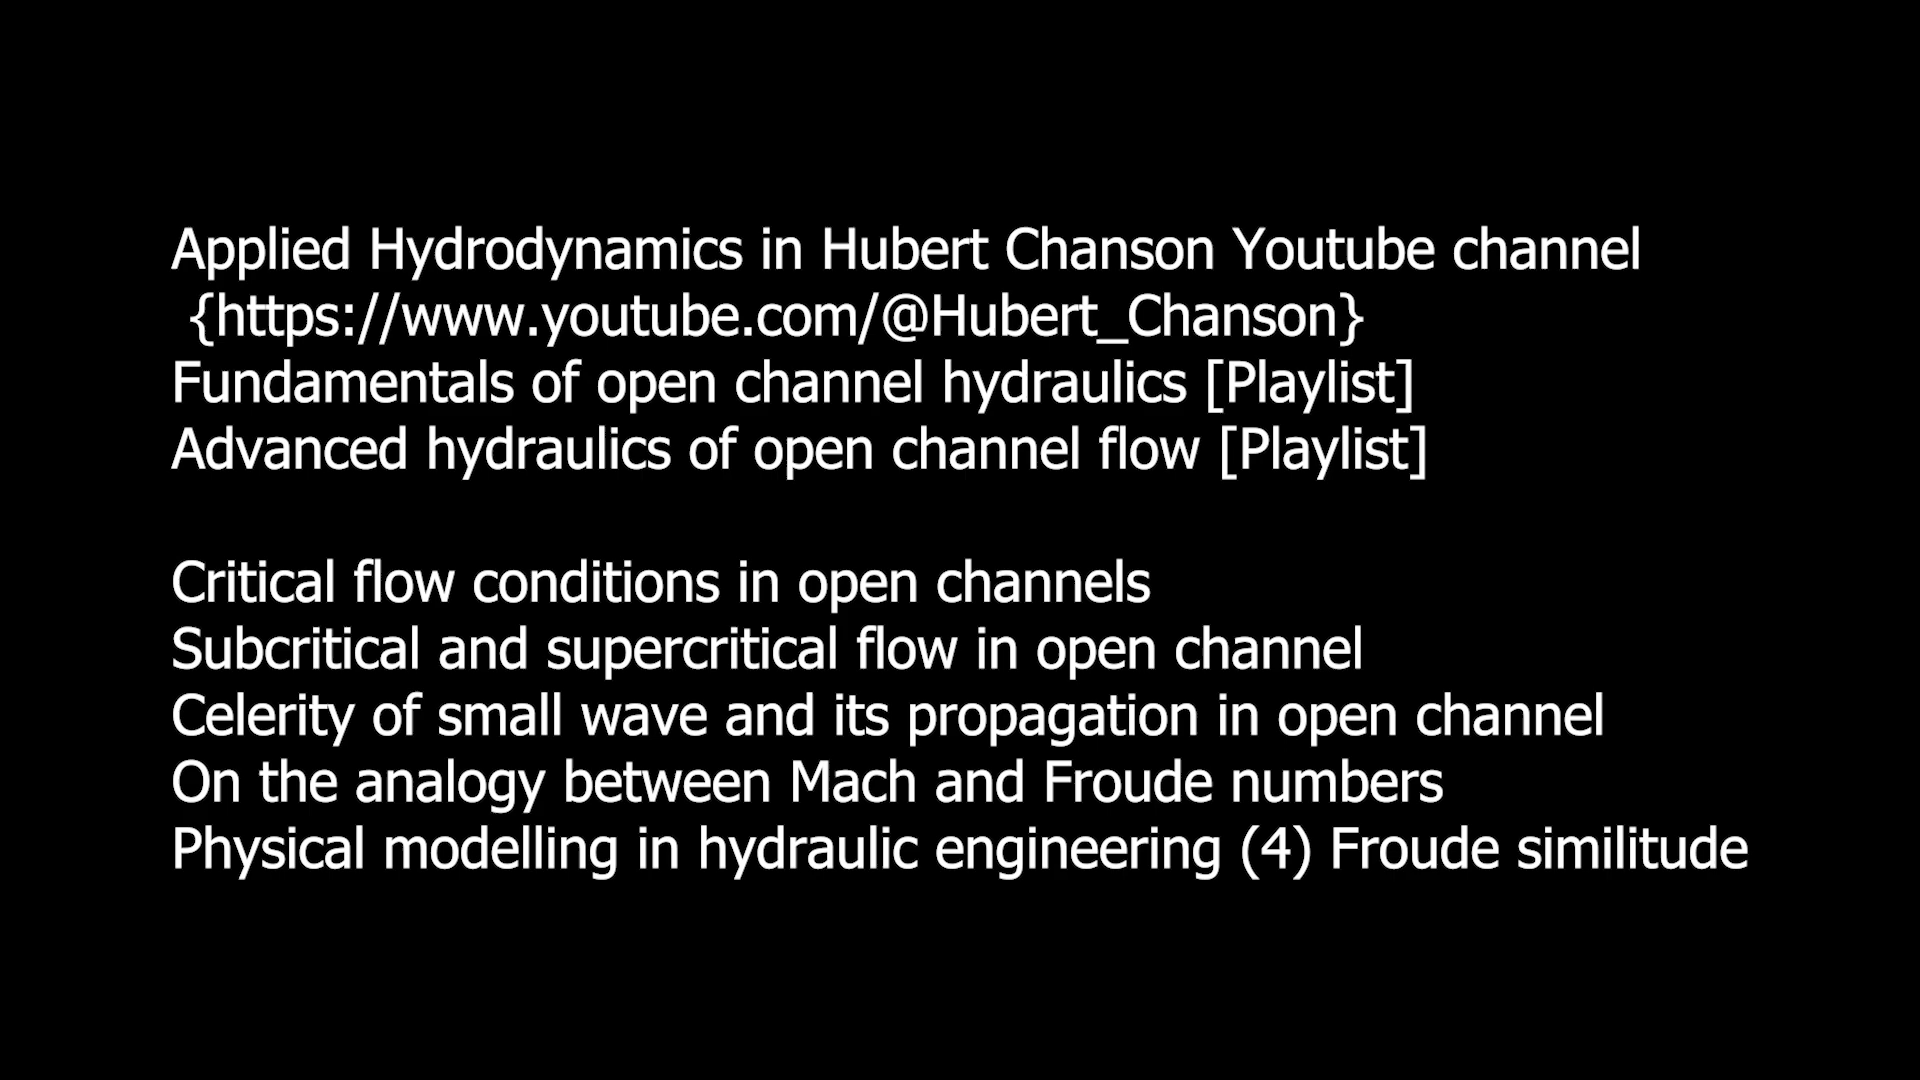 Applied Hydrodynamics in Hubert Chanson Youtube channel
{https://www.youtube.com/@Hubert_Chanson}
Fundamentals of open channel hydraulics [Playlist]
Advanced hydraulics of open channel flow [Playlist]
Critical flow conditions in open channels
Subcritical and supercritical flow in open channel
Celerity of small wave and its propagation in open channel
On the analogy between Mach and Froude numbers
Physical modelling in hydraulic engineering (4) Froude similitude